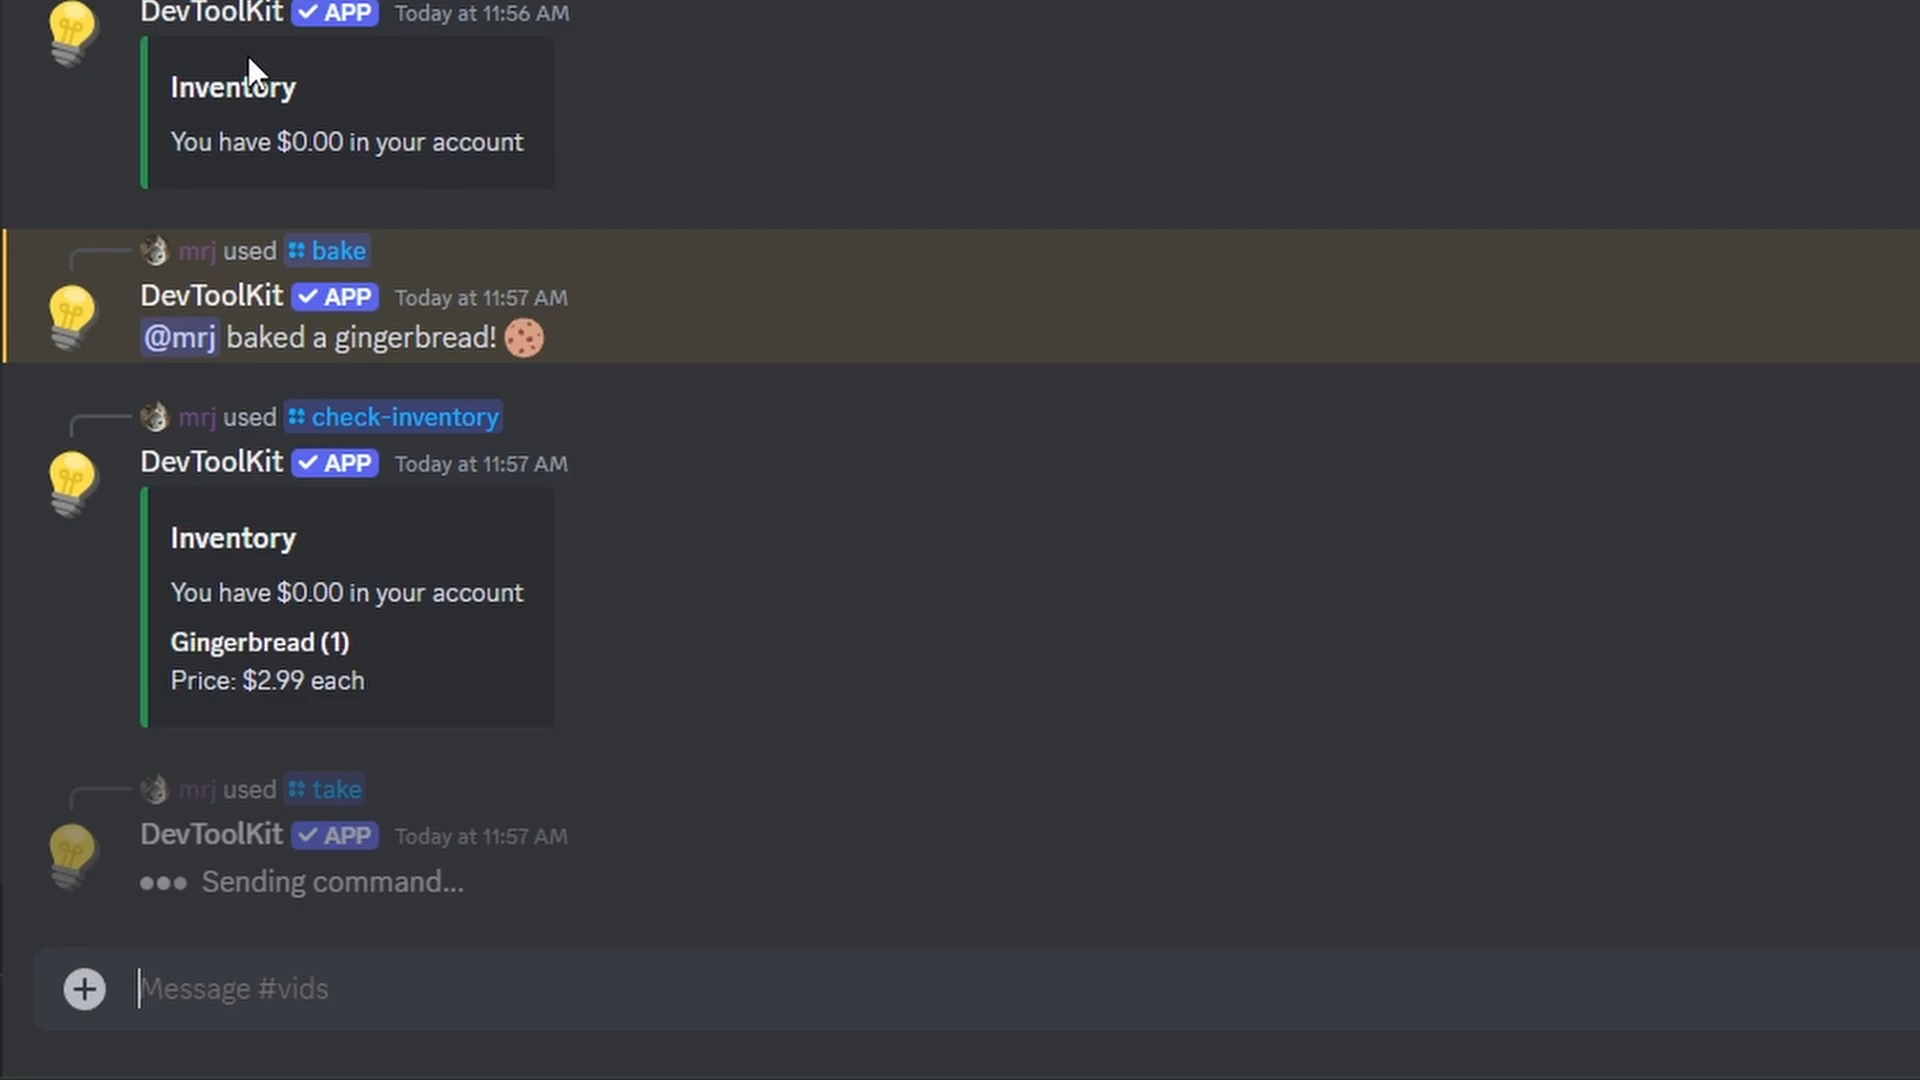 DevToolKit ✓ APP Today at 11:56 AM
Inventory
You have $0.00 in your account
mrj used bake
DevToolKit ✓ APP Today at 11:57 AM
@mrj baked a gingerbread! 🍪
mrj used check-inventory
DevToolKit ✓ APP Today at 11:57 AM
Inventory
You have $0.00 in your account
Gingerbread (1)
Price: $2.99 each
mrj used take
DevToolKit ✓ APP Today at 11:57 AM
Sending command...
Message #vids